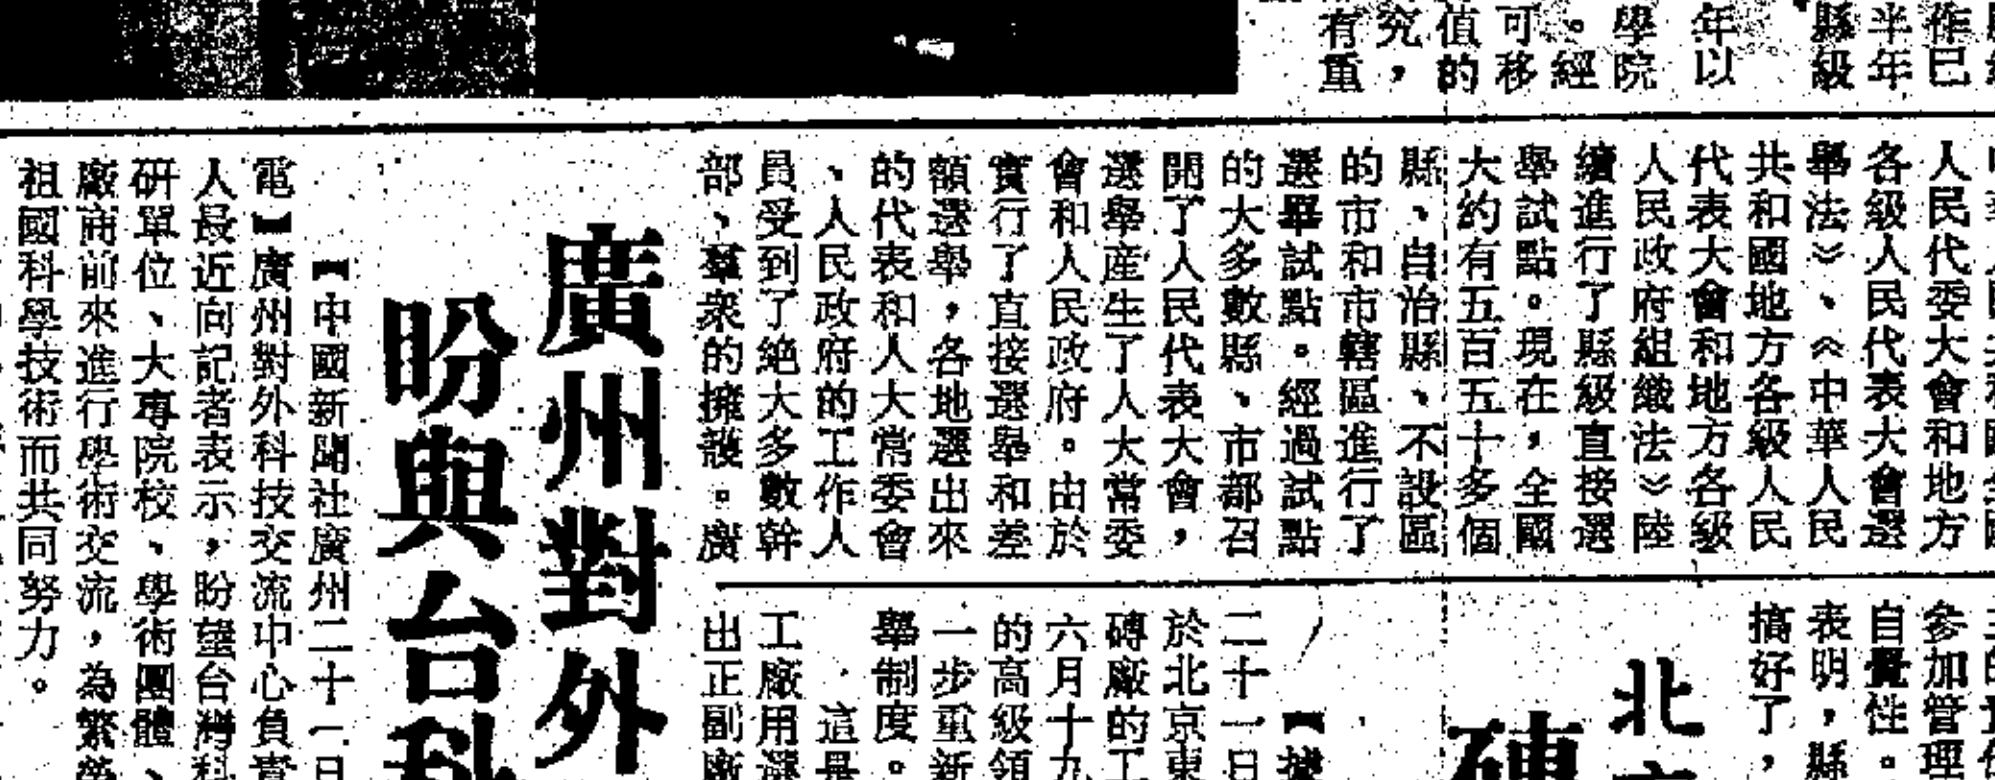 作巳
半年
縣級
年以
學院
。經
可移
值的
究，
有重
人民代委大會和地方
各級人民代表大會選
舉法》、《中華人民
共和國地方各級人民
代表大會和地方各級
人民政府組織法》陸
續進行了縣級直接選
舉試點。現在，全國
大約有五百五十多個
縣、自治縣、不設區
的市和市轄區進行了
選舉試點。經過試點
的大多數縣、市都召
開了人民代表大會，
選舉産生了人大常委
會和人民政府。由於
實行了直接選舉和差
額選舉，各地選出來
的代表和人大常委會
、人民政府的工作人
員受到了絕大多數幹
部、羣衆的擁護。廣
參加管理
自覺性。
表明，縣
搞好了，
北
磚
【據
二十一日
於北京東
磚廠的工
六月十九
的高級領
一步重新
舉制度。
這是
工廠用選
出正副廠
廣州對外
盼與台科
【中國新聞社廣州二十一日
電】廣州對外科技交流中心負責
人最近向記者表示，盼望台灣科
研單位、大專院校、學術團體、
廠商前來進行學術交流，為繁榮
祖國科學技術而共同努力。